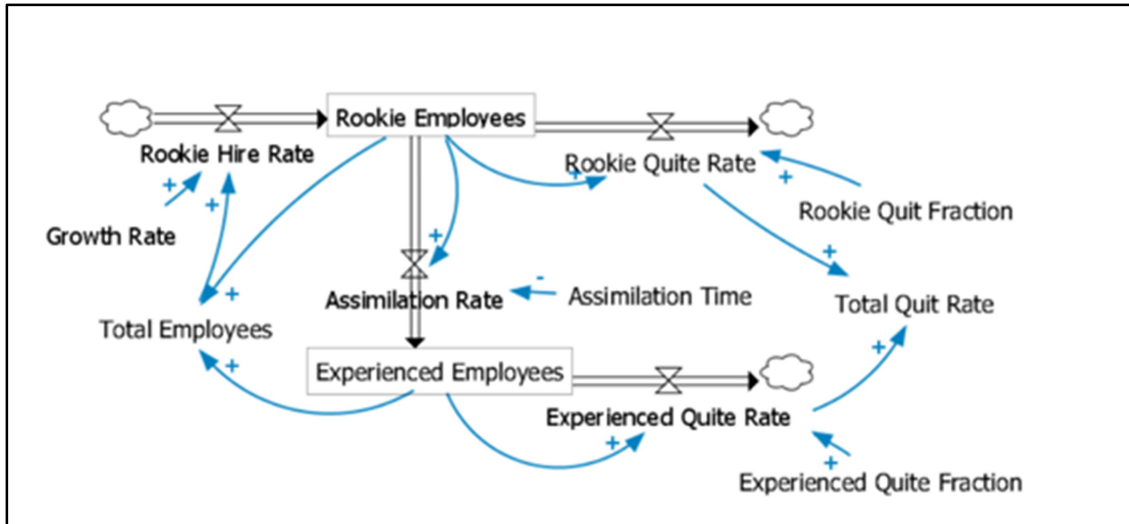 Rookie Employees
Rookie Hire Rate
Rookie Quite Rate
+
+
+
+
Rookie Quit Fraction
Growth Rate
+
+
Assimilation Rate
-
Assimilation Time
+
Total Quit Rate
Total Employees
+
+
Experienced Employees
+
Experienced Quite Rate
+
+
Experienced Quite Fraction